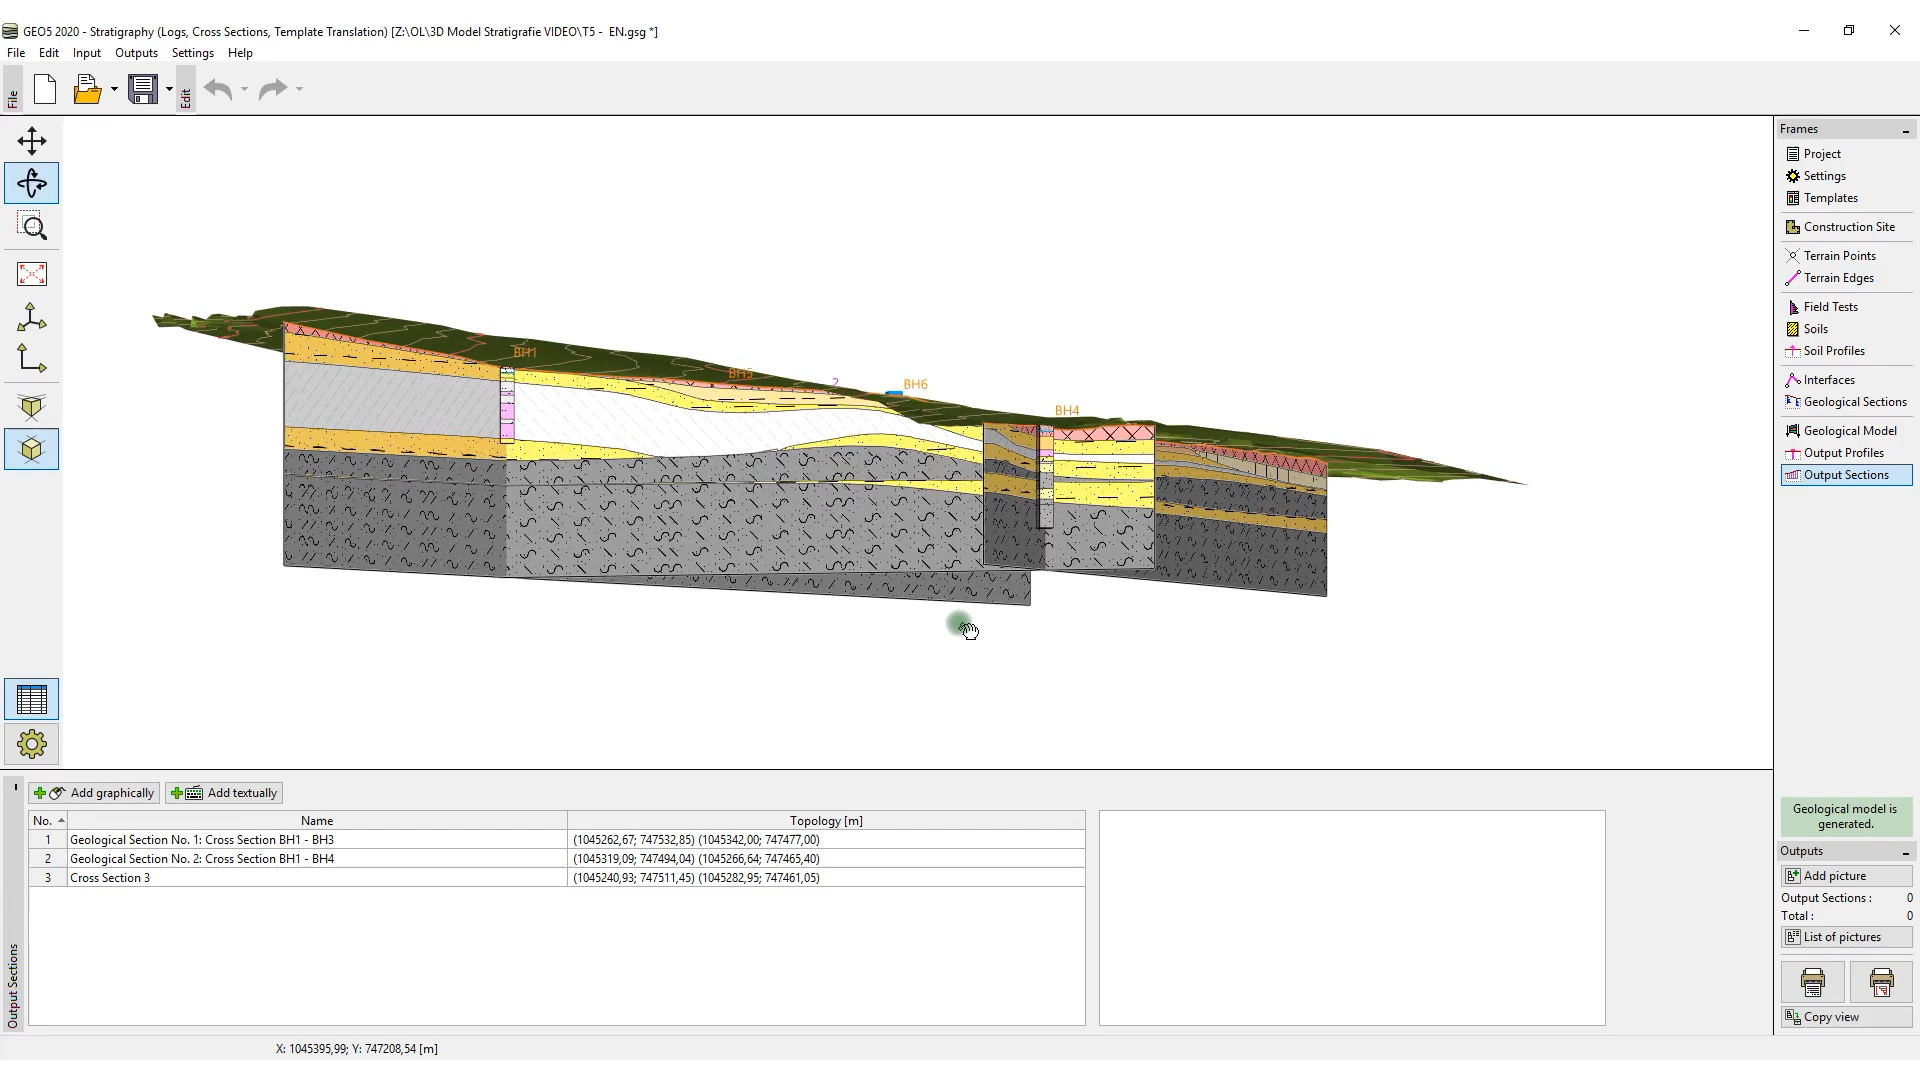 GEO5 2020 - Stratigraphy (Logs, Cross Sections, Template Translation) [Z:\OL\3D Model Stratigrafie VIDEO\T5 -  EN.gsg *]
File Edit Input Outputs Settings Help
File
Edit
Frames
Project
Settings
Templates
Construction Site
Terrain Points
Terrain Edges
Field Tests
Soils
Soil Profiles
Interfaces
Geological Sections
Geological Model
Output Profiles
Output Sections
BH1
BH5
2
BH6
BH4
Add graphically Add textually
No. Name Topology [m]
1 Geological Section No. 1: Cross Section BH1 - BH3 (1045262,67; 747532,85) (1045342,00; 747477,00)
2 Geological Section No. 2: Cross Section BH1 - BH4 (1045319,09; 747494,04) (1045266,64; 747465,40)
3 Cross Section 3 (1045240,93; 747511,45) (1045282,95; 747461,05)
Output Sections
Geological model is
generated.
Outputs
Add picture
Output Sections : 0
Total : 0
List of pictures
Copy view
X: 1045395,99; Y: 747208,54 [m]